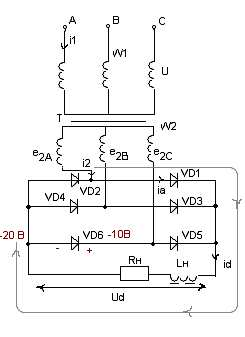 A B C
i1
W1
U
T
W2
e2A i2 e2B e2C
VD1
VD2 ia
VD4 VD3
-20 В VD6 -10В VD5
- +
id
RН LН
Ud